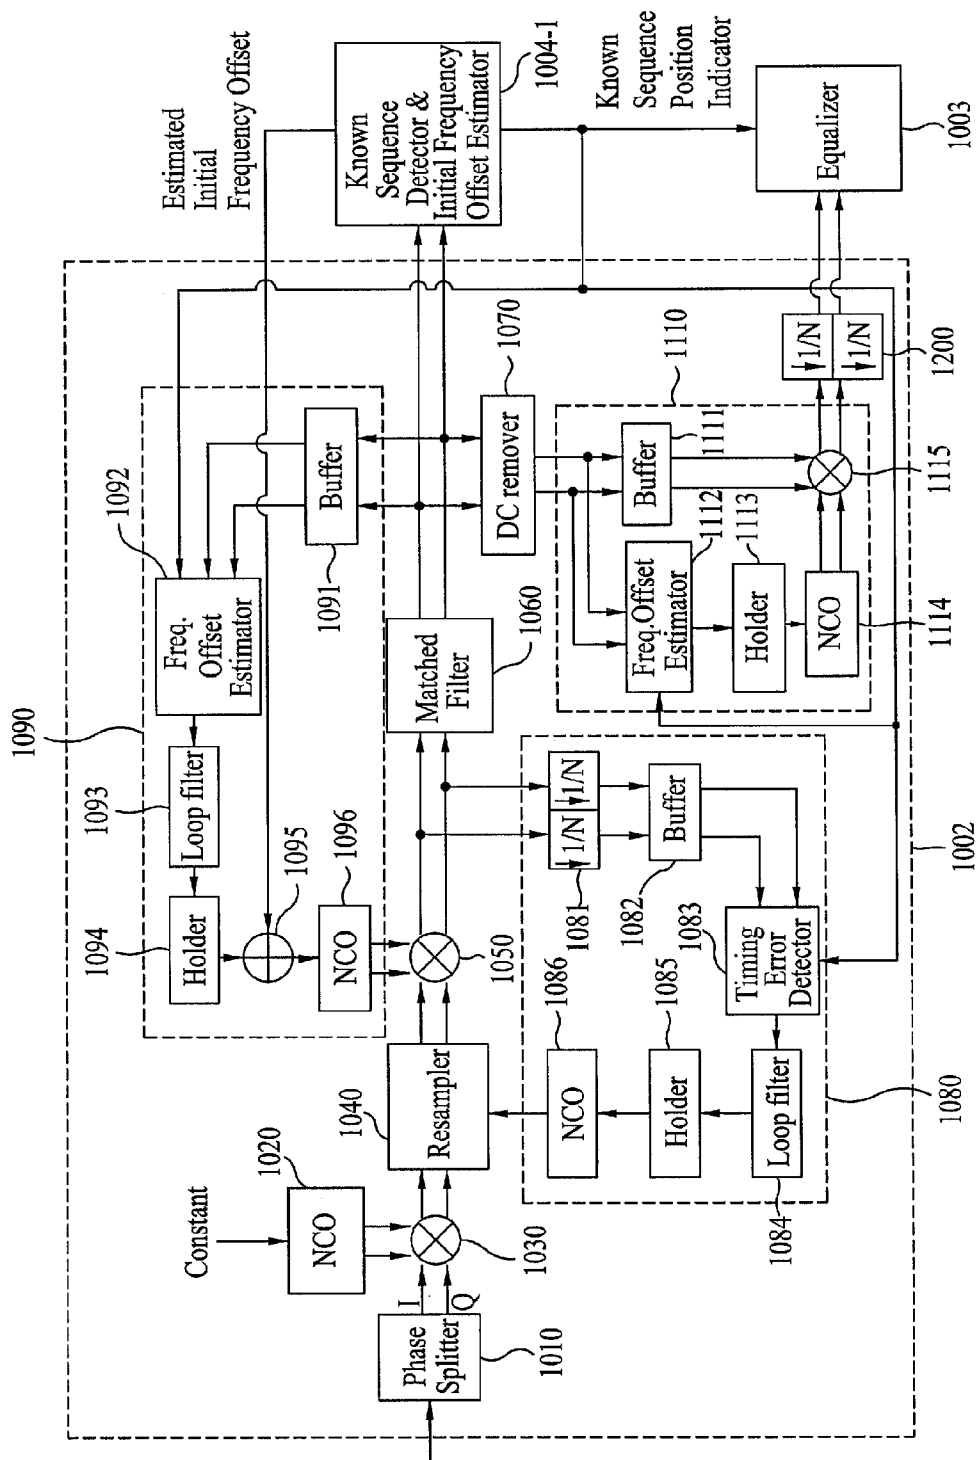 Estimated
Initial
Frequency Offset
Known
Sequence
Detector &
Initial Frequency
Offset Estimator
1004-1
Known
Sequence
Position
Indicator
Equalizer
1003
1090
1092
Freq.
Offset
Estimator
1093
Loop filter
1094
Holder
1095
1096
NCO
Buffer
1091
Constant
1020
NCO
I
Q
Phase
Splitter
1010
1030
1040
Resampler
1050
Matched
Filter
1060
1070
DC remover
1110
Buffer
1111
Freq.Offset
Estimator
1112
Holder
1113
NCO
1114
1115
1/N
1/N
1200
1/N
1/N
1081
Buffer
1082
1083
Timing
Error
Detector
Loop filter
1084
1085
Holder
1086
NCO
1080
1002